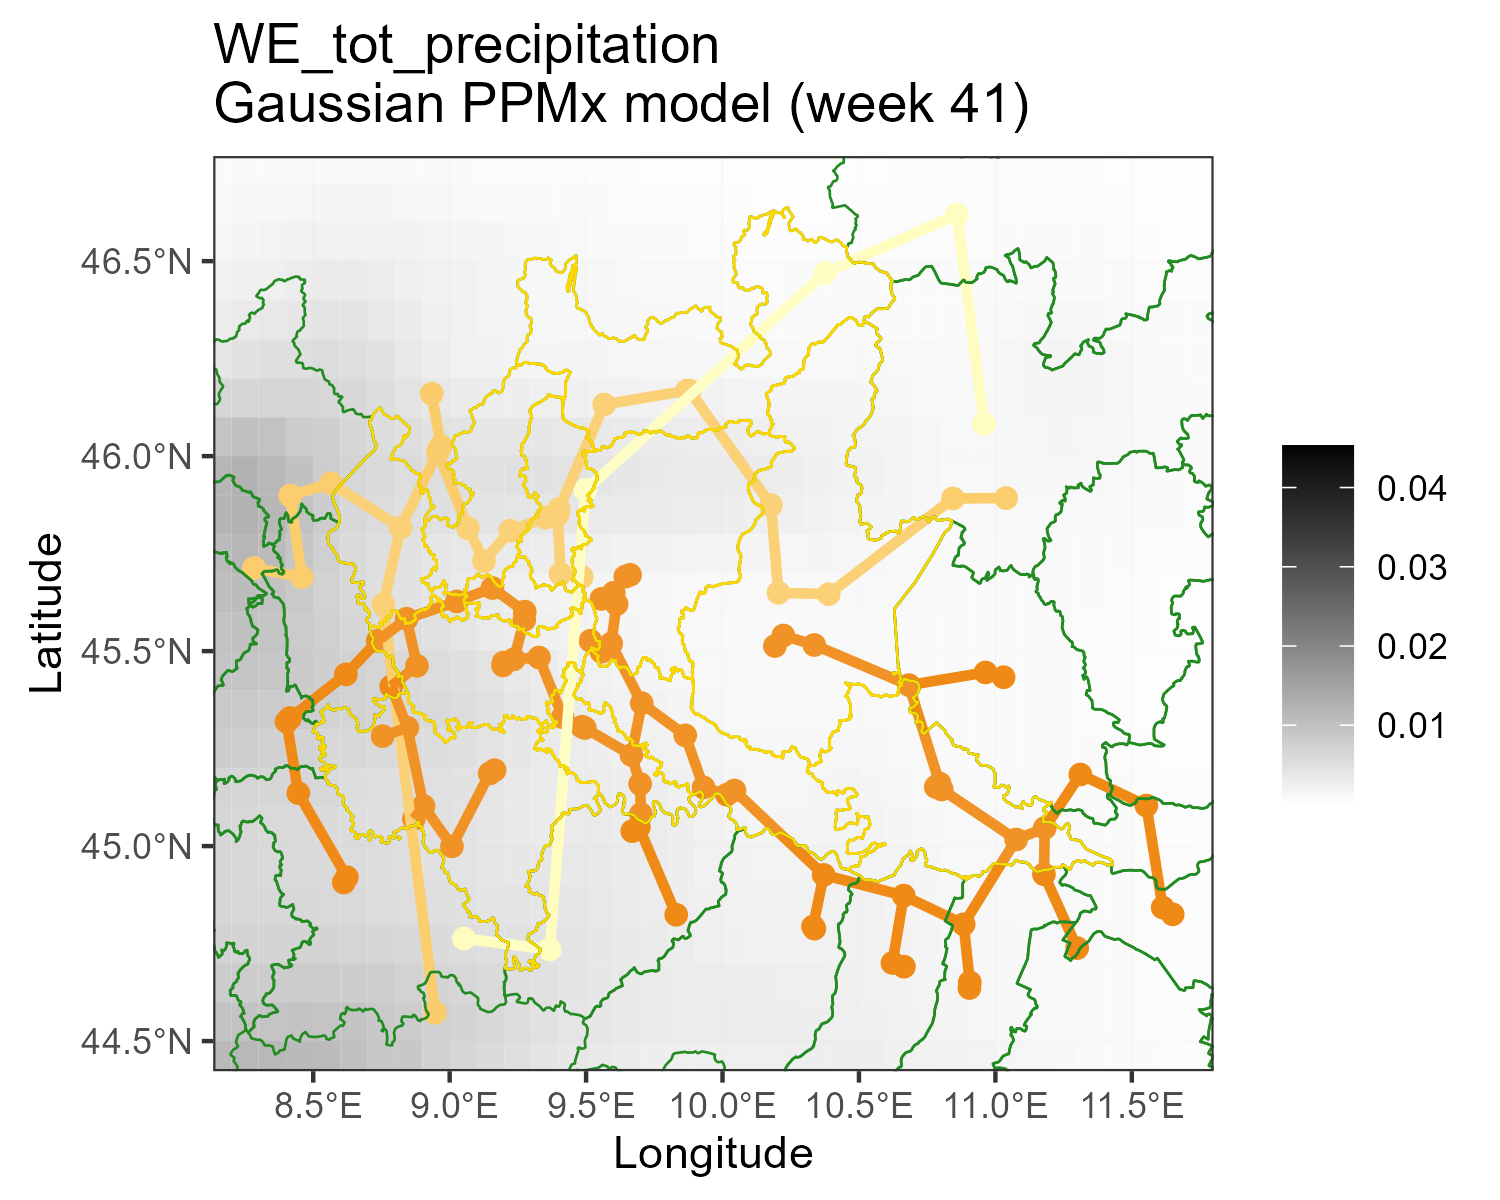 WE_tot_precipitation
Gaussian PPMx model (week 41)
46.5°N
46.0°N
45.5°N
45.0°N
44.5°N
Latitude
8.5°E 9.0°E 9.5°E 10.0°E 10.5°E 11.0°E 11.5°E
Longitude
0.04
0.03
0.02
0.01